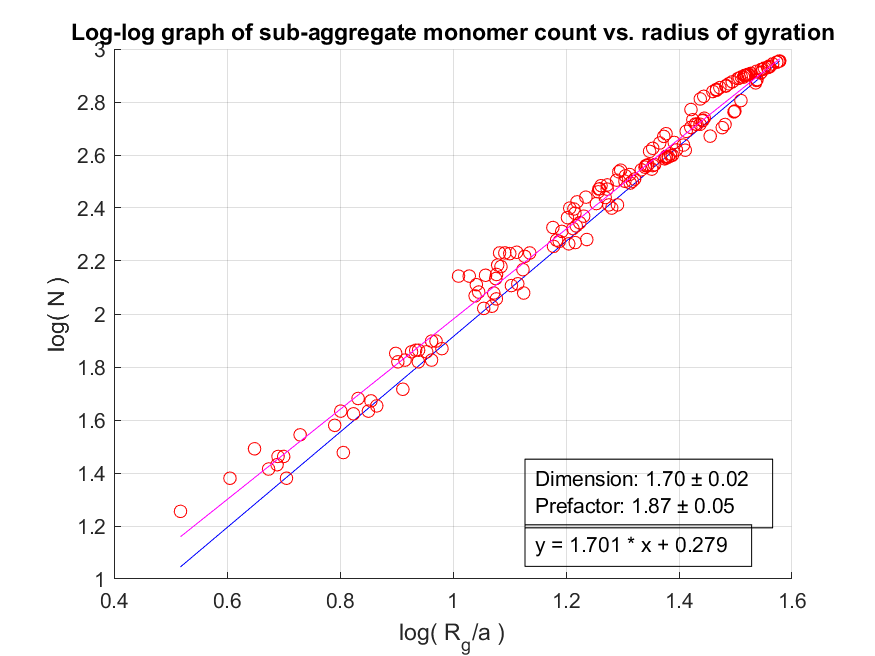 Log-log graph of sub-aggregate monomer count vs. radius of gyration
3
2.8
2.6
2.4
2.2
2
1.8
1.6
1.4
1.2
1
log( N )
Dimension: 1.70 ± 0.02
Prefactor: 1.87 ± 0.05
y = 1.701 * x + 0.279
0.4 0.6 0.8 1 1.2 1.4 1.6
log( R_g/a )